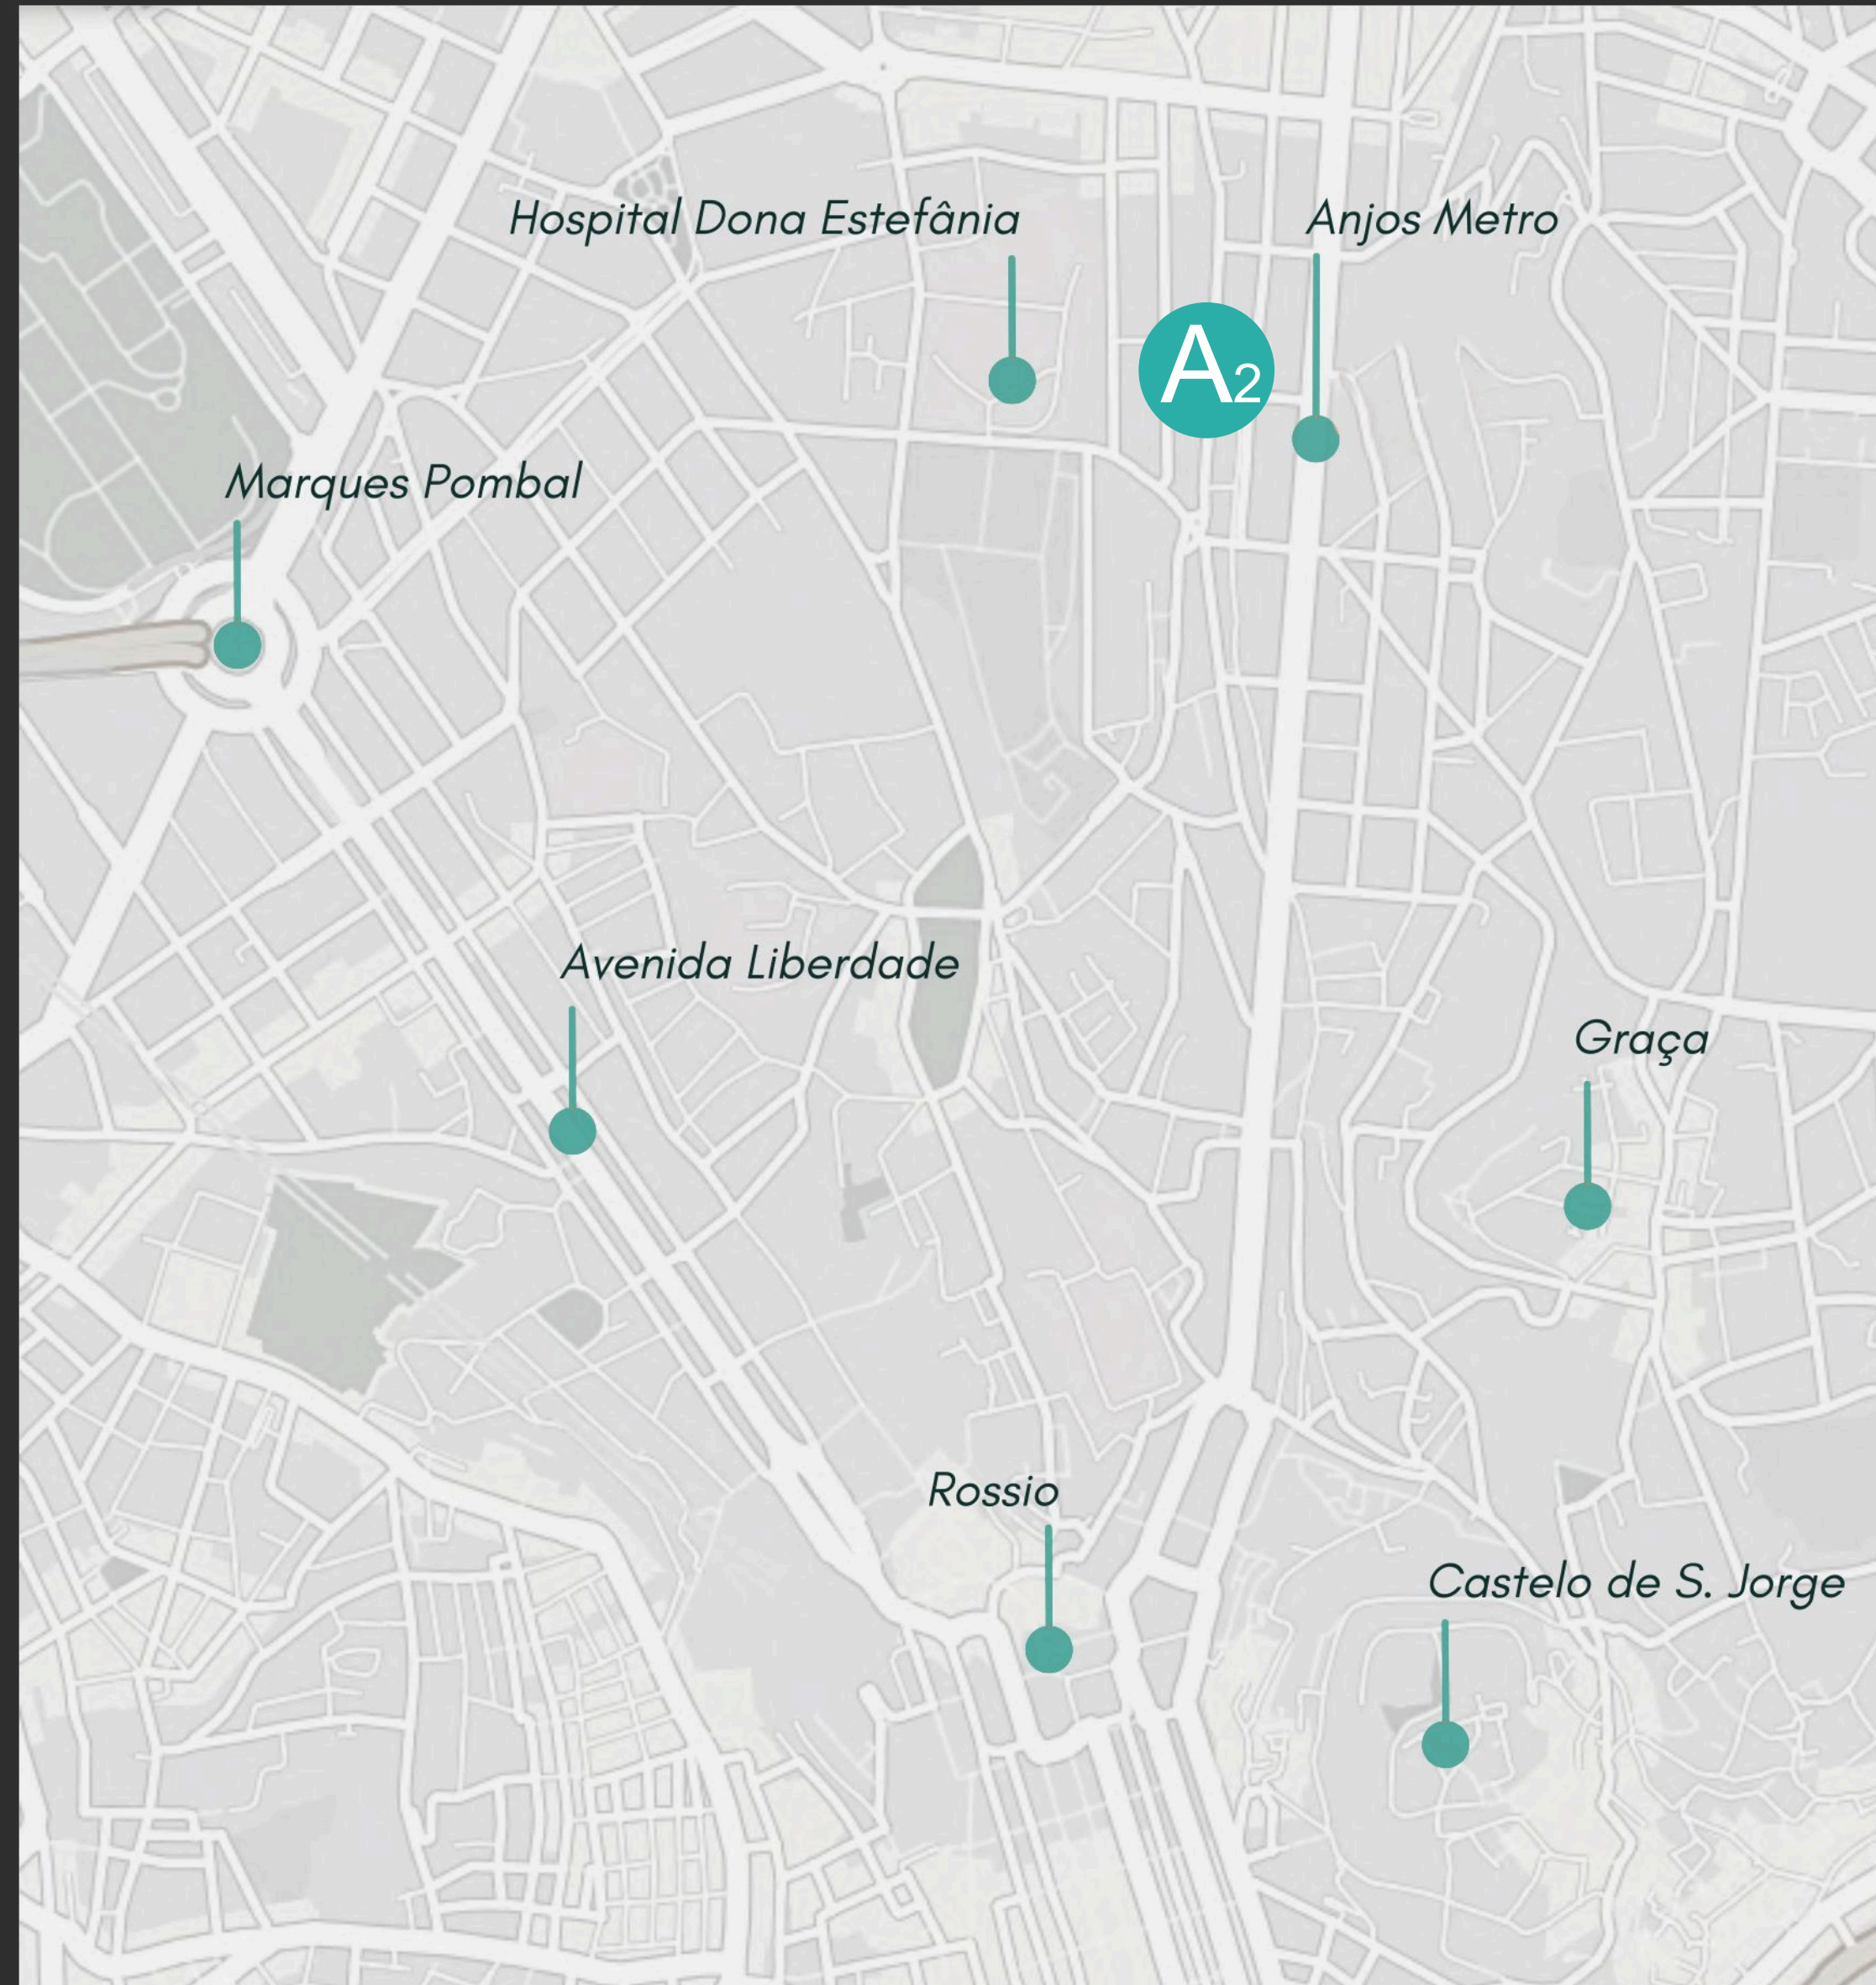 Hospital Dona Estefânia
Anjos Metro
A2
Marques Pombal
Avenida Liberdade
Graça
Rossio
Castelo de S. Jorge